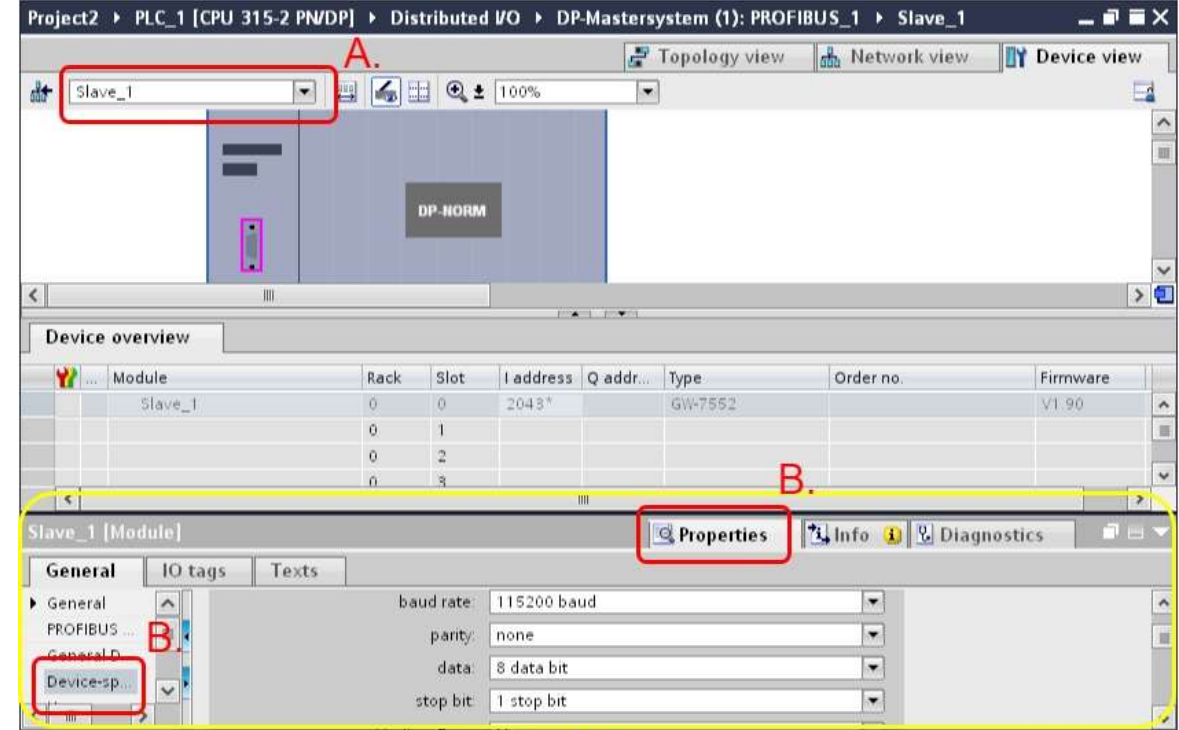 Project2 ▸ PLC_1 [CPU 315-2 PN/DP] ▸ Distributed I/O ▸ DP-Mastersystem (1): PROFIBUS_1 ▸ Slave_1
A.
Topology view Network view Device view
Slave_1 100%
DP-NORM
Device overview
... Module Rack Slot I address Q addr... Type Order no. Firmware
Slave_1 0 0 2043* GW-7552 V1.90
0 1
0 2
0 3
B.
Slave_1 [Module] Properties Info Diagnostics
General IO tags Texts
General
PROFIBUS ...
B.
General D...
Device-sp...
baud rate: 115200 baud
parity: none
data: 8 data bit
stop bit: 1 stop bit